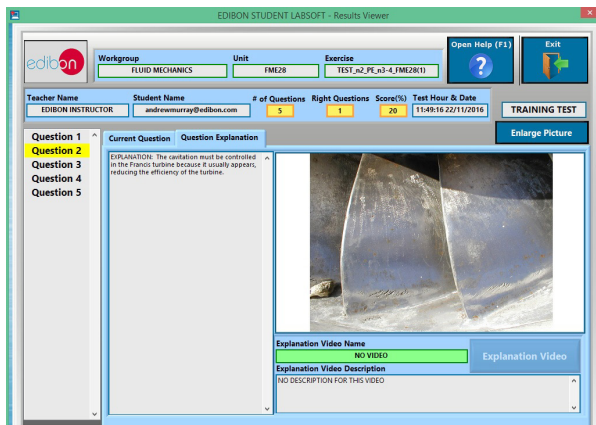 EDIBON STUDENT LABSOFT - Results Viewer
edibon
Workgroup
FLUID MECHANICS
Unit
FME28
Exercise
TEST_n2_PE_n3-4_FME28(1)
Open Help (F1)
?
Exit
Teacher Name
EDIBON INSTRUCTOR
Student Name
andrewmurray@edibon.com
# of Questions
5
Right Questions
1
Score(%)
20
Test Hour & Date
11:49:16 22/11/2016
TRAINING TEST
Enlarge Picture
Question 1
Question 2
Question 3
Question 4
Question 5
Current Question
Question Explanation
EXPLANATION: The cavitation must be controlled
in the Francis turbine because it usually appears,
reducing the efficiency of the turbine.
Explanation Video Name
NO VIDEO
Explanation Video
Explanation Video Description
NO DESCRIPTION FOR THIS VIDEO